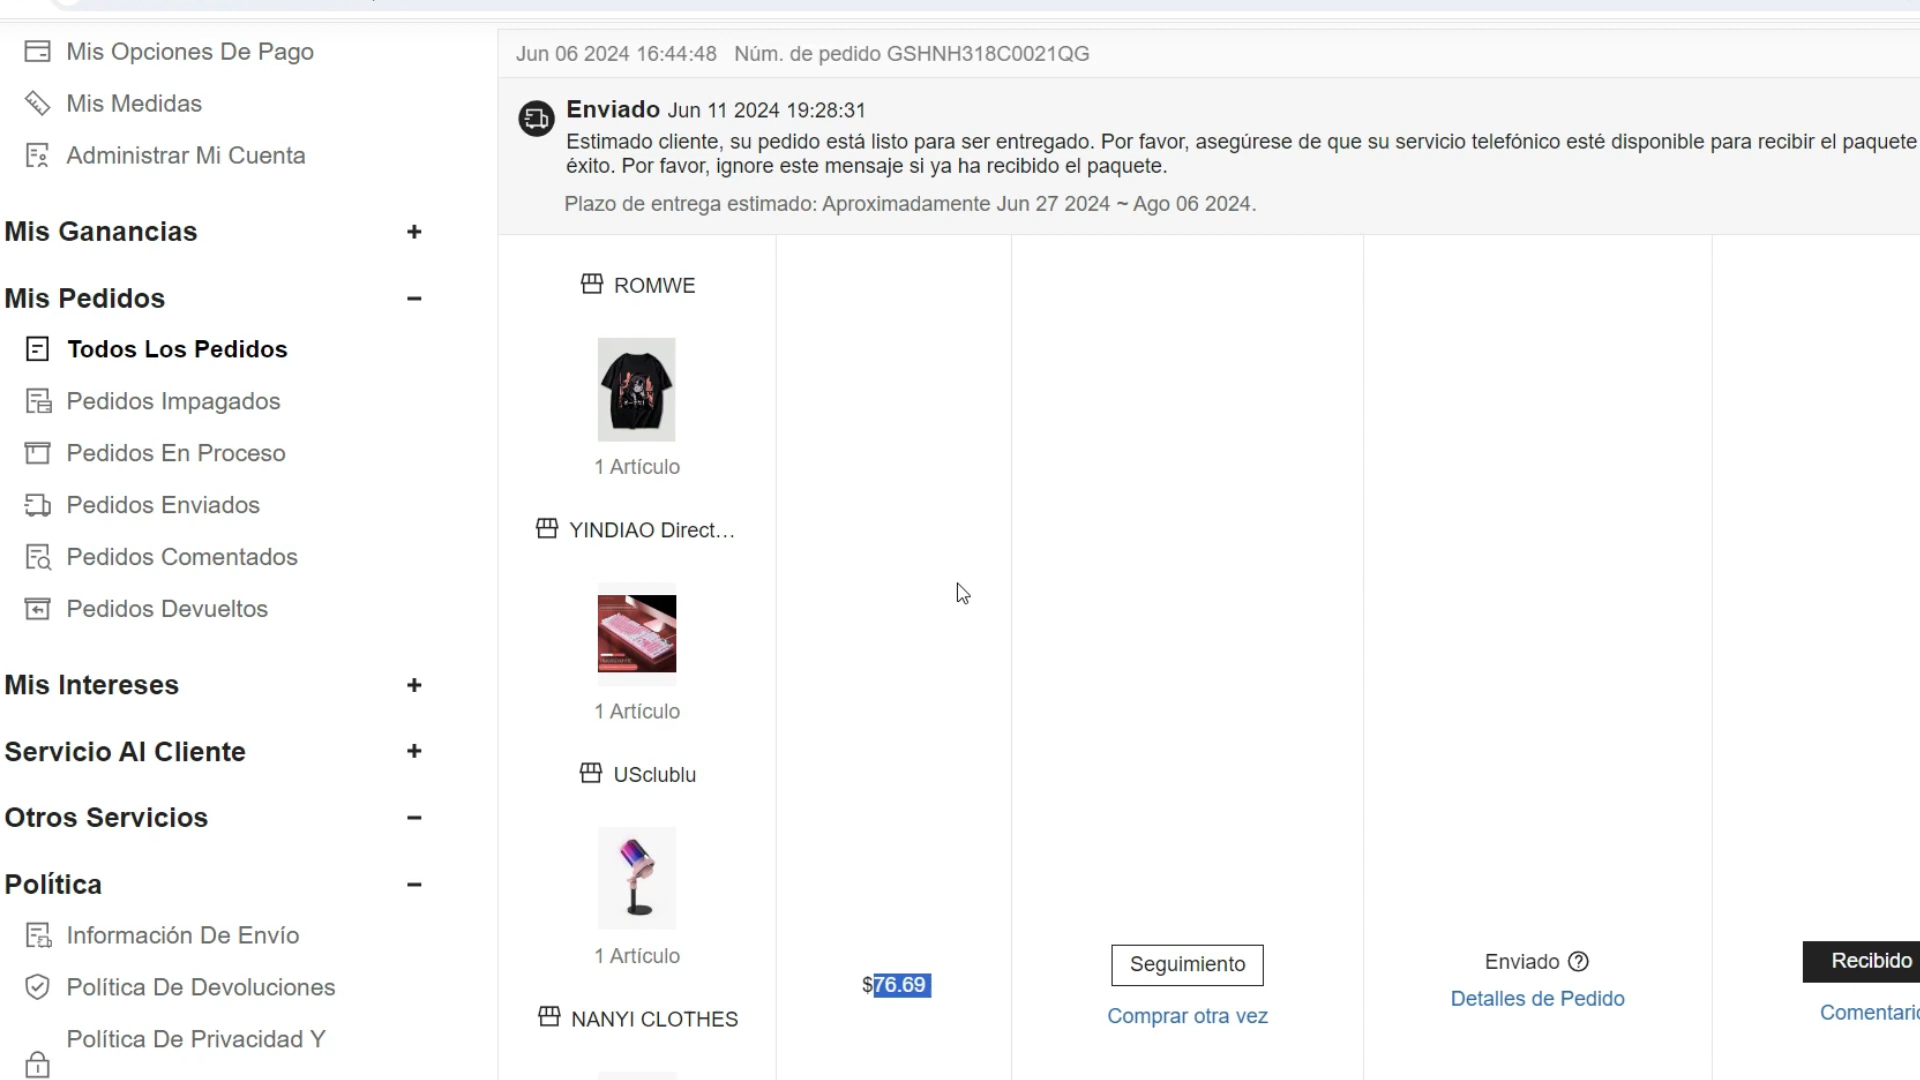 Mis Opciones De Pago
Mis Medidas
Administrar Mi Cuenta
Mis Ganancias +
Mis Pedidos −
Todos Los Pedidos
Pedidos Impagados
Pedidos En Proceso
Pedidos Enviados
Pedidos Comentados
Pedidos Devueltos
Mis Intereses +
Servicio Al Cliente +
Otros Servicios −
Política −
Información De Envío
Política De Devoluciones
Política De Privacidad Y
Jun 06 2024 16:44:48 Núm. de pedido GSHNH318C0021QG
Enviado Jun 11 2024 19:28:31
Estimado cliente, su pedido está listo para ser entregado. Por favor, asegúrese de que su servicio telefónico esté disponible para recibir el paquete
éxito. Por favor, ignore este mensaje si ya ha recibido el paquete.
Plazo de entrega estimado: Aproximadamente Jun 27 2024 ~ Ago 06 2024.
ROMWE
1 Artículo
YINDIAO Direct...
1 Artículo
USclublu
1 Artículo
NANYI CLOTHES
$76.69
Seguimiento
Comprar otra vez
Enviado
Detalles de Pedido
Recibido
Comentario